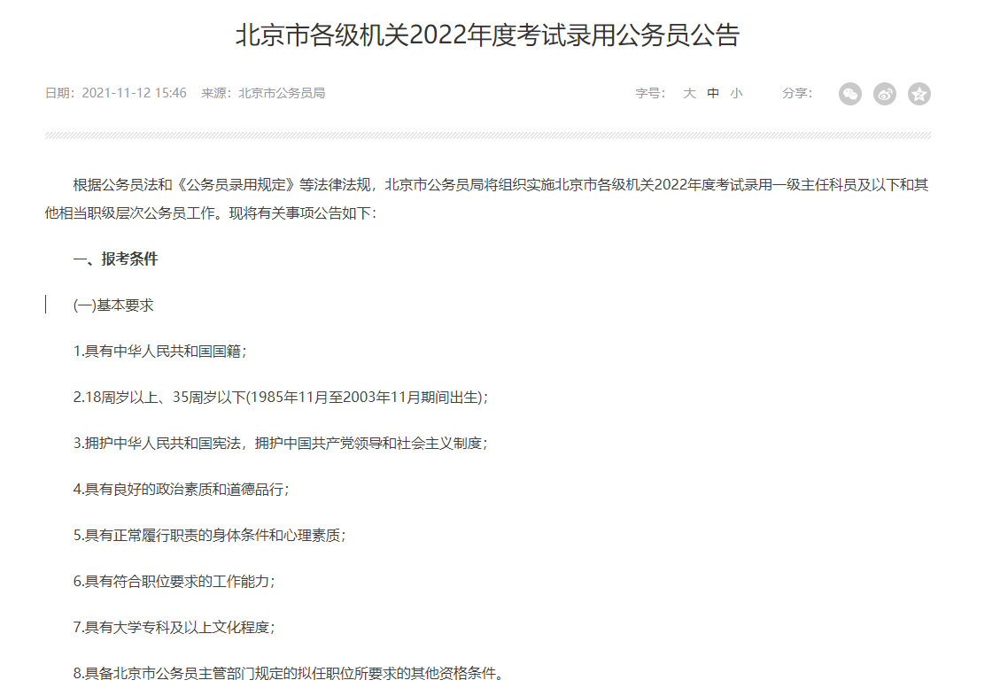 北京市各级机关2022年度考试录用公务员公告
日期：2021-11-12 15:46 来源：北京市公务员局 字号： 大 中 小 分享：
根据公务员法和《公务员录用规定》等法律法规，北京市公务员局将组织实施北京市各级机关2022年度考试录用一级主任科员及以下和其
他相当职级层次公务员工作。现将有关事项公告如下：
一、报考条件
(一)基本要求
1.具有中华人民共和国国籍；
2.18周岁以上、35周岁以下(1985年11月至2003年11月期间出生)；
3.拥护中华人民共和国宪法，拥护中国共产党领导和社会主义制度；
4.具有良好的政治素质和道德品行；
5.具有正常履行职责的身体条件和心理素质；
6.具有符合职位要求的工作能力；
7.具有大学专科及以上文化程度；
8.具备北京市公务员主管部门规定的拟任职位所要求的其他资格条件。